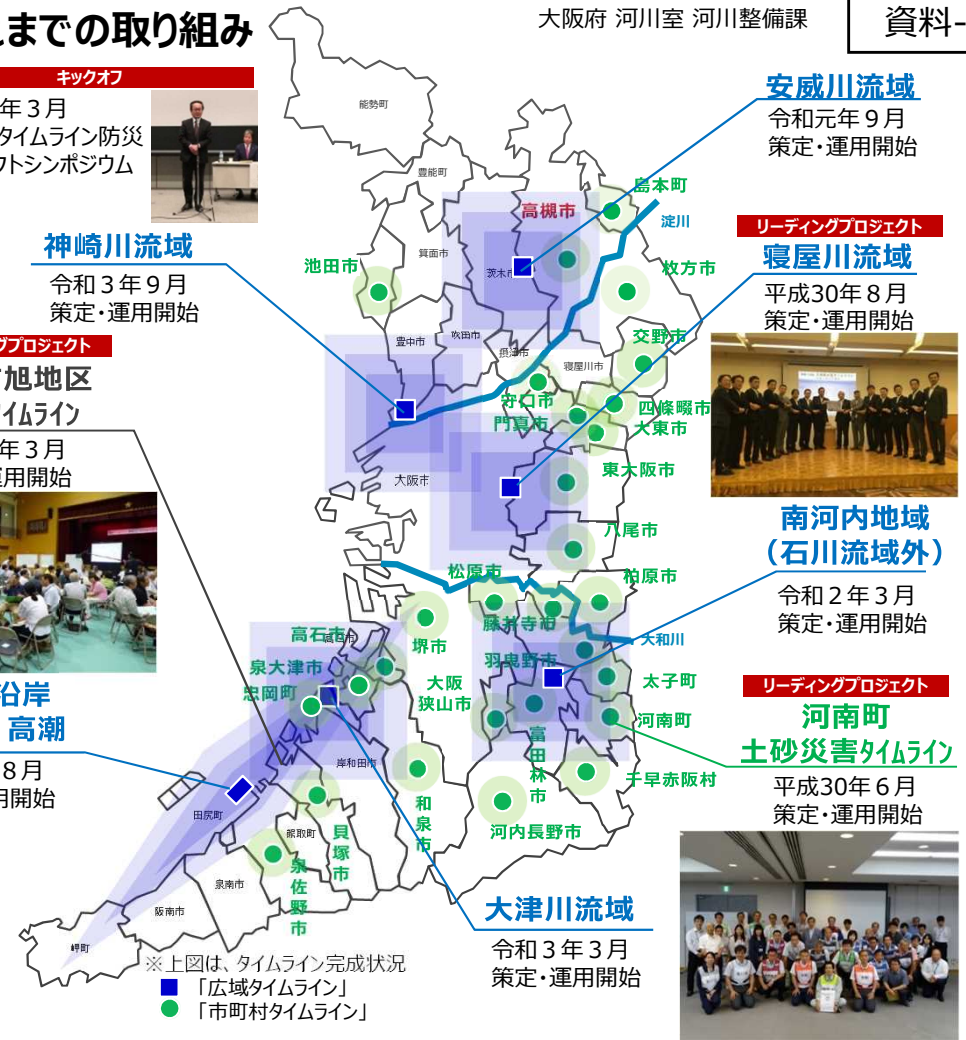 までの取り組み
大阪府 河川室 河川整備課
資料-
キックオフ
年３月
タイムライン防災
クトシンポジウム
神崎川流域
令和３年９月
策定・運用開始
プロジェクト
旭地区
イムライン
年３月
運用開始
沿岸
高潮
８月
用開始
安威川流域
令和元年９月
策定・運用開始
リーディングプロジェクト
寝屋川流域
平成30年８月
策定・運用開始
南河内地域
（石川流域外）
令和２年３月
策定・運用開始
リーディングプロジェクト
河南町
土砂災害タイムライン
平成30年６月
策定・運用開始
大津川流域
令和３年３月
策定・運用開始
能勢町
豊能町
箕面市
池田市
高槻市
茨木市
島本町
淀川
枚方市
豊中市
吹田市
摂津市
寝屋川市
交野市
守口市
門真市
四條畷市
大東市
大阪市
東大阪市
八尾市
松原市
柏原市
藤井寺市
大和川
堺市
高石市
泉大津市
忠岡町
羽曳野市
太子町
大阪
狭山市
富田林市
河南町
千早赤阪村
岸和田市
和泉市
河内長野市
田尻町
熊取町
貝塚市
泉佐野市
泉南市
阪南市
岬町
※上図は、タイムライン完成状況
「広域タイムライン」
「市町村タイムライン」